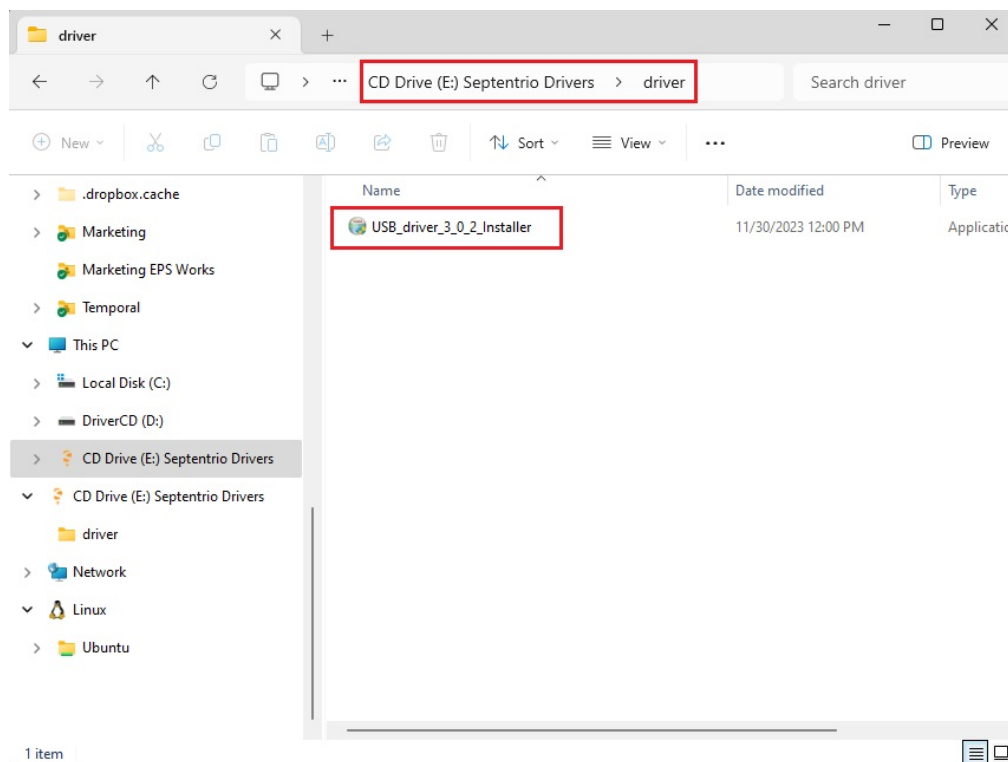 driver
CD Drive (E:) Septentrio Drivers > driver
Search driver
New
Sort
View
Preview
Name
Date modified
Type
USB_driver_3_0_2_Installer
11/30/2023 12:00 PM
Applicatio
.dropbox.cache
Marketing
Marketing EPS Works
Temporal
This PC
Local Disk (C:)
DriverCD (D:)
CD Drive (E:) Septentrio Drivers
CD Drive (E:) Septentrio Drivers
driver
Network
Linux
Ubuntu
1 item